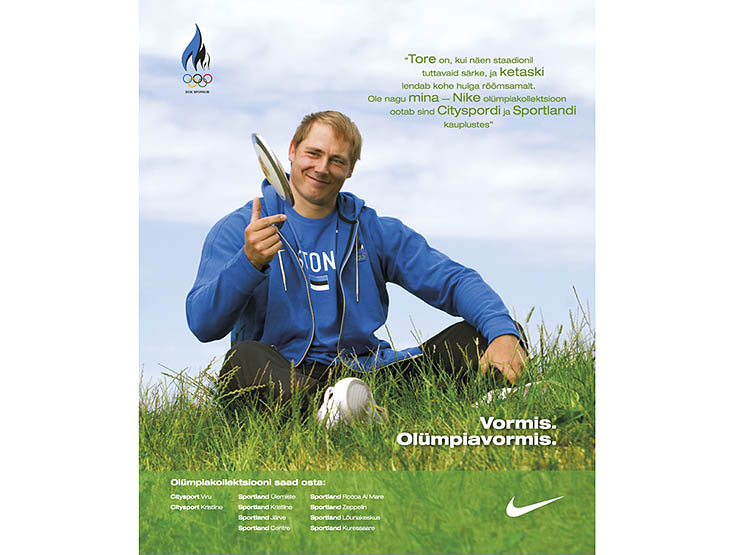 EOK SPONSOR
"Tore on, kui näen staadionil
tuttavaid särke, ja ketaski
lendab kohe hulga rõõmsamalt.
Ole nagu mina — Nike olümpiakollektsioon
ootab sind Cityspordi ja Sportlandi
kauplustes"
STON
Vormis.
Olümpiavormis.
Olümpiakollektsiooni saad osta:
Citysport Viru
Citysport Kristiine
Sportland Ülemiste
Sportland Kristiine
Sportland Järve
Sportland Centre
Sportland Rocca Al Mare
Sportland Zeppelin
Sportland Lõunakeskus
Sportland Kuressaare